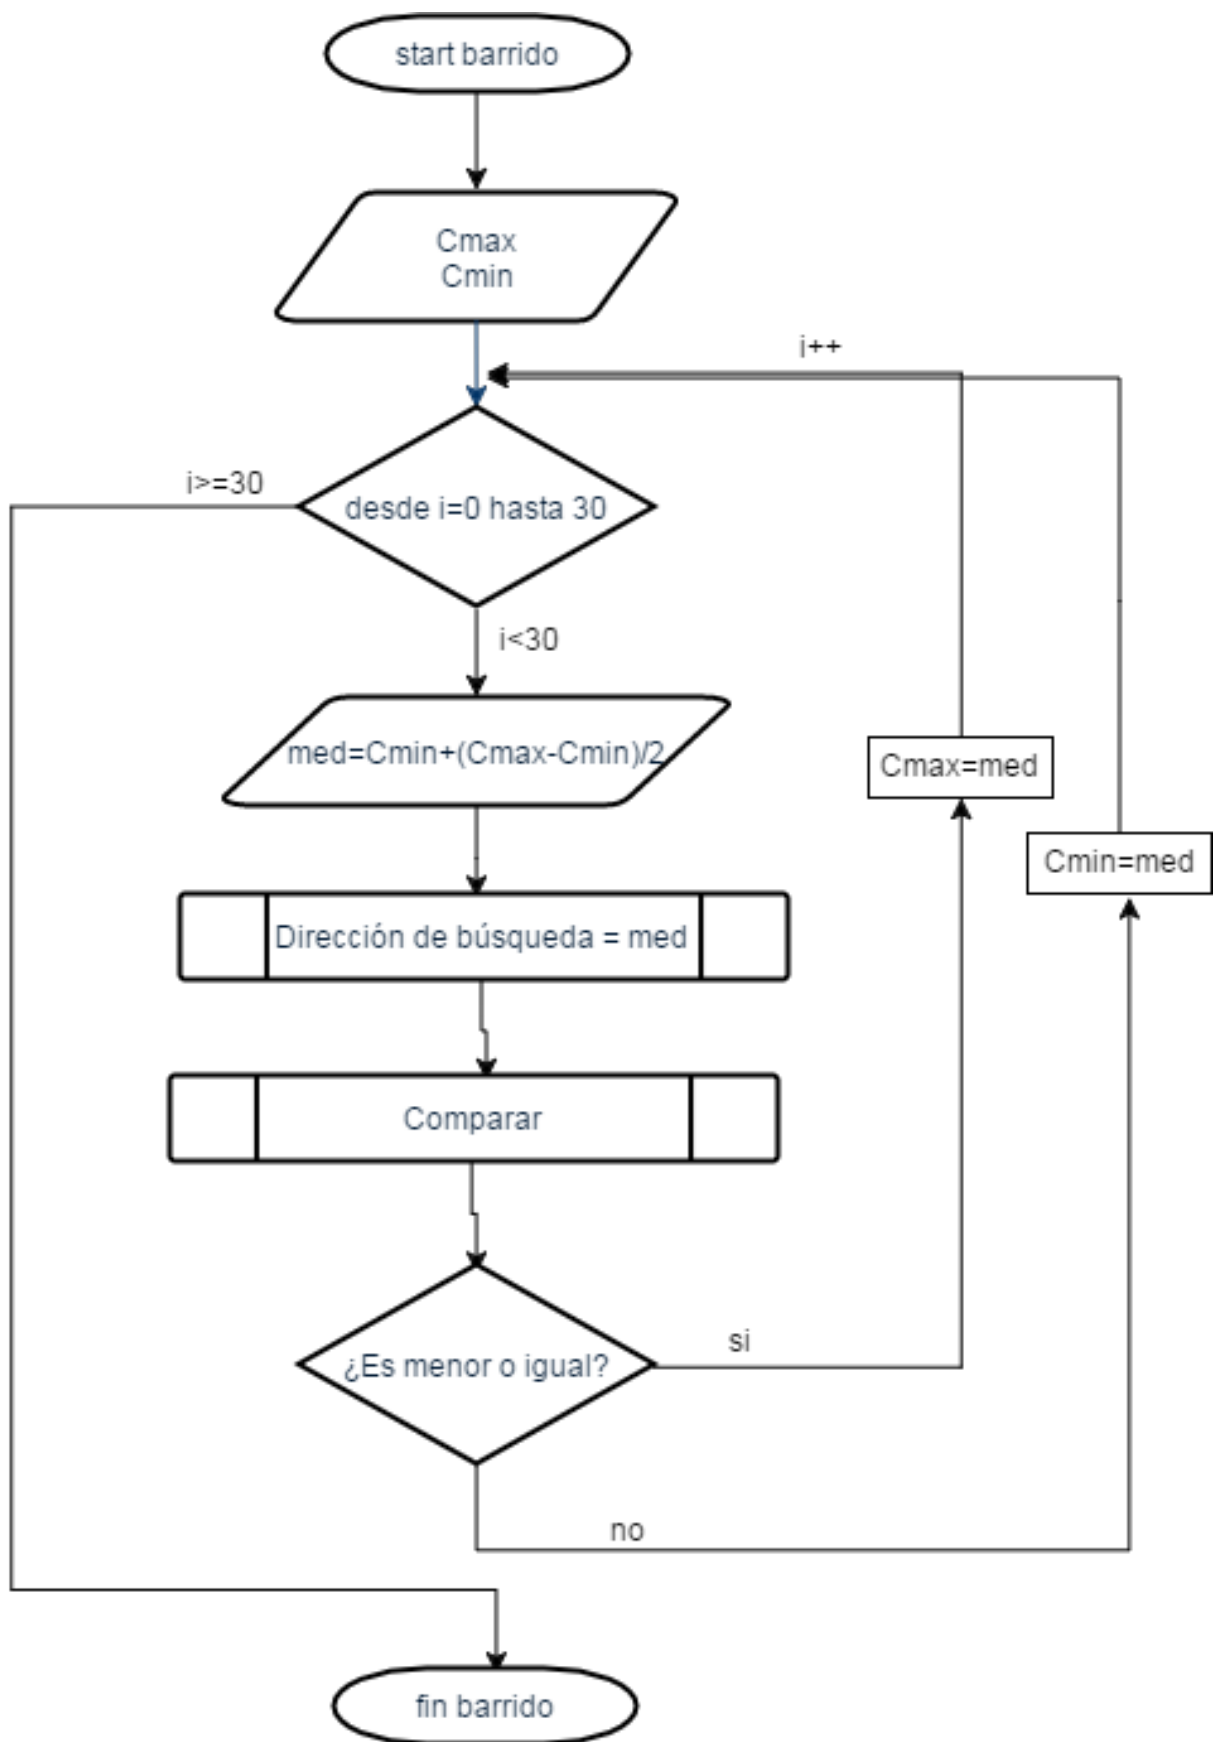 start barrido
Cmax
Cmin
i++
i>=30
desde i=0 hasta 30
i<30
med=Cmin+(Cmax-Cmin)/2
Cmax=med
Cmin=med
Dirección de búsqueda = med
Comparar
¿Es menor o igual?
si
no
fin barrido